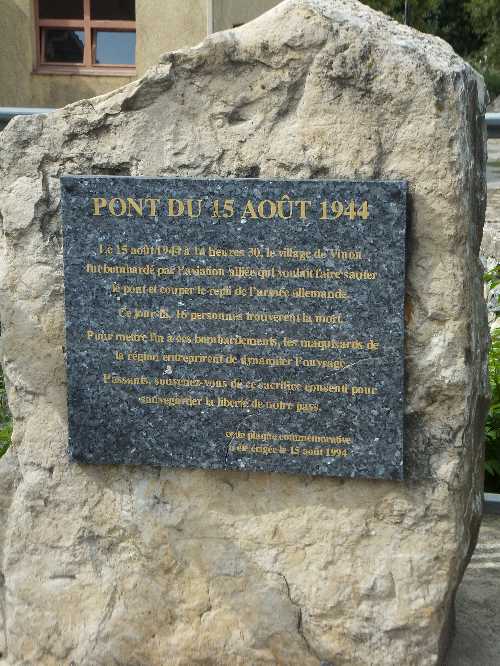 PONT DU 15 AOÛT 1944
Le 15 août 1944 à 14 heures 30, le village de Vinon
fut bombardé par l'aviation alliée qui voulait faire sauter
le pont et couper le repli de l'armée allemande.
Ce jour-là, 16 personnes trouvèrent la mort.
Pour mettre fin à ces bombardements, les maquisards de
la région entreprirent de dynamiter l'ouvrage.
Passants, souvenez-vous de ce sacrifice consenti pour
sauvegarder la liberté de notre pays.
cette plaque commémorative
a été érigée le 15 août 1994